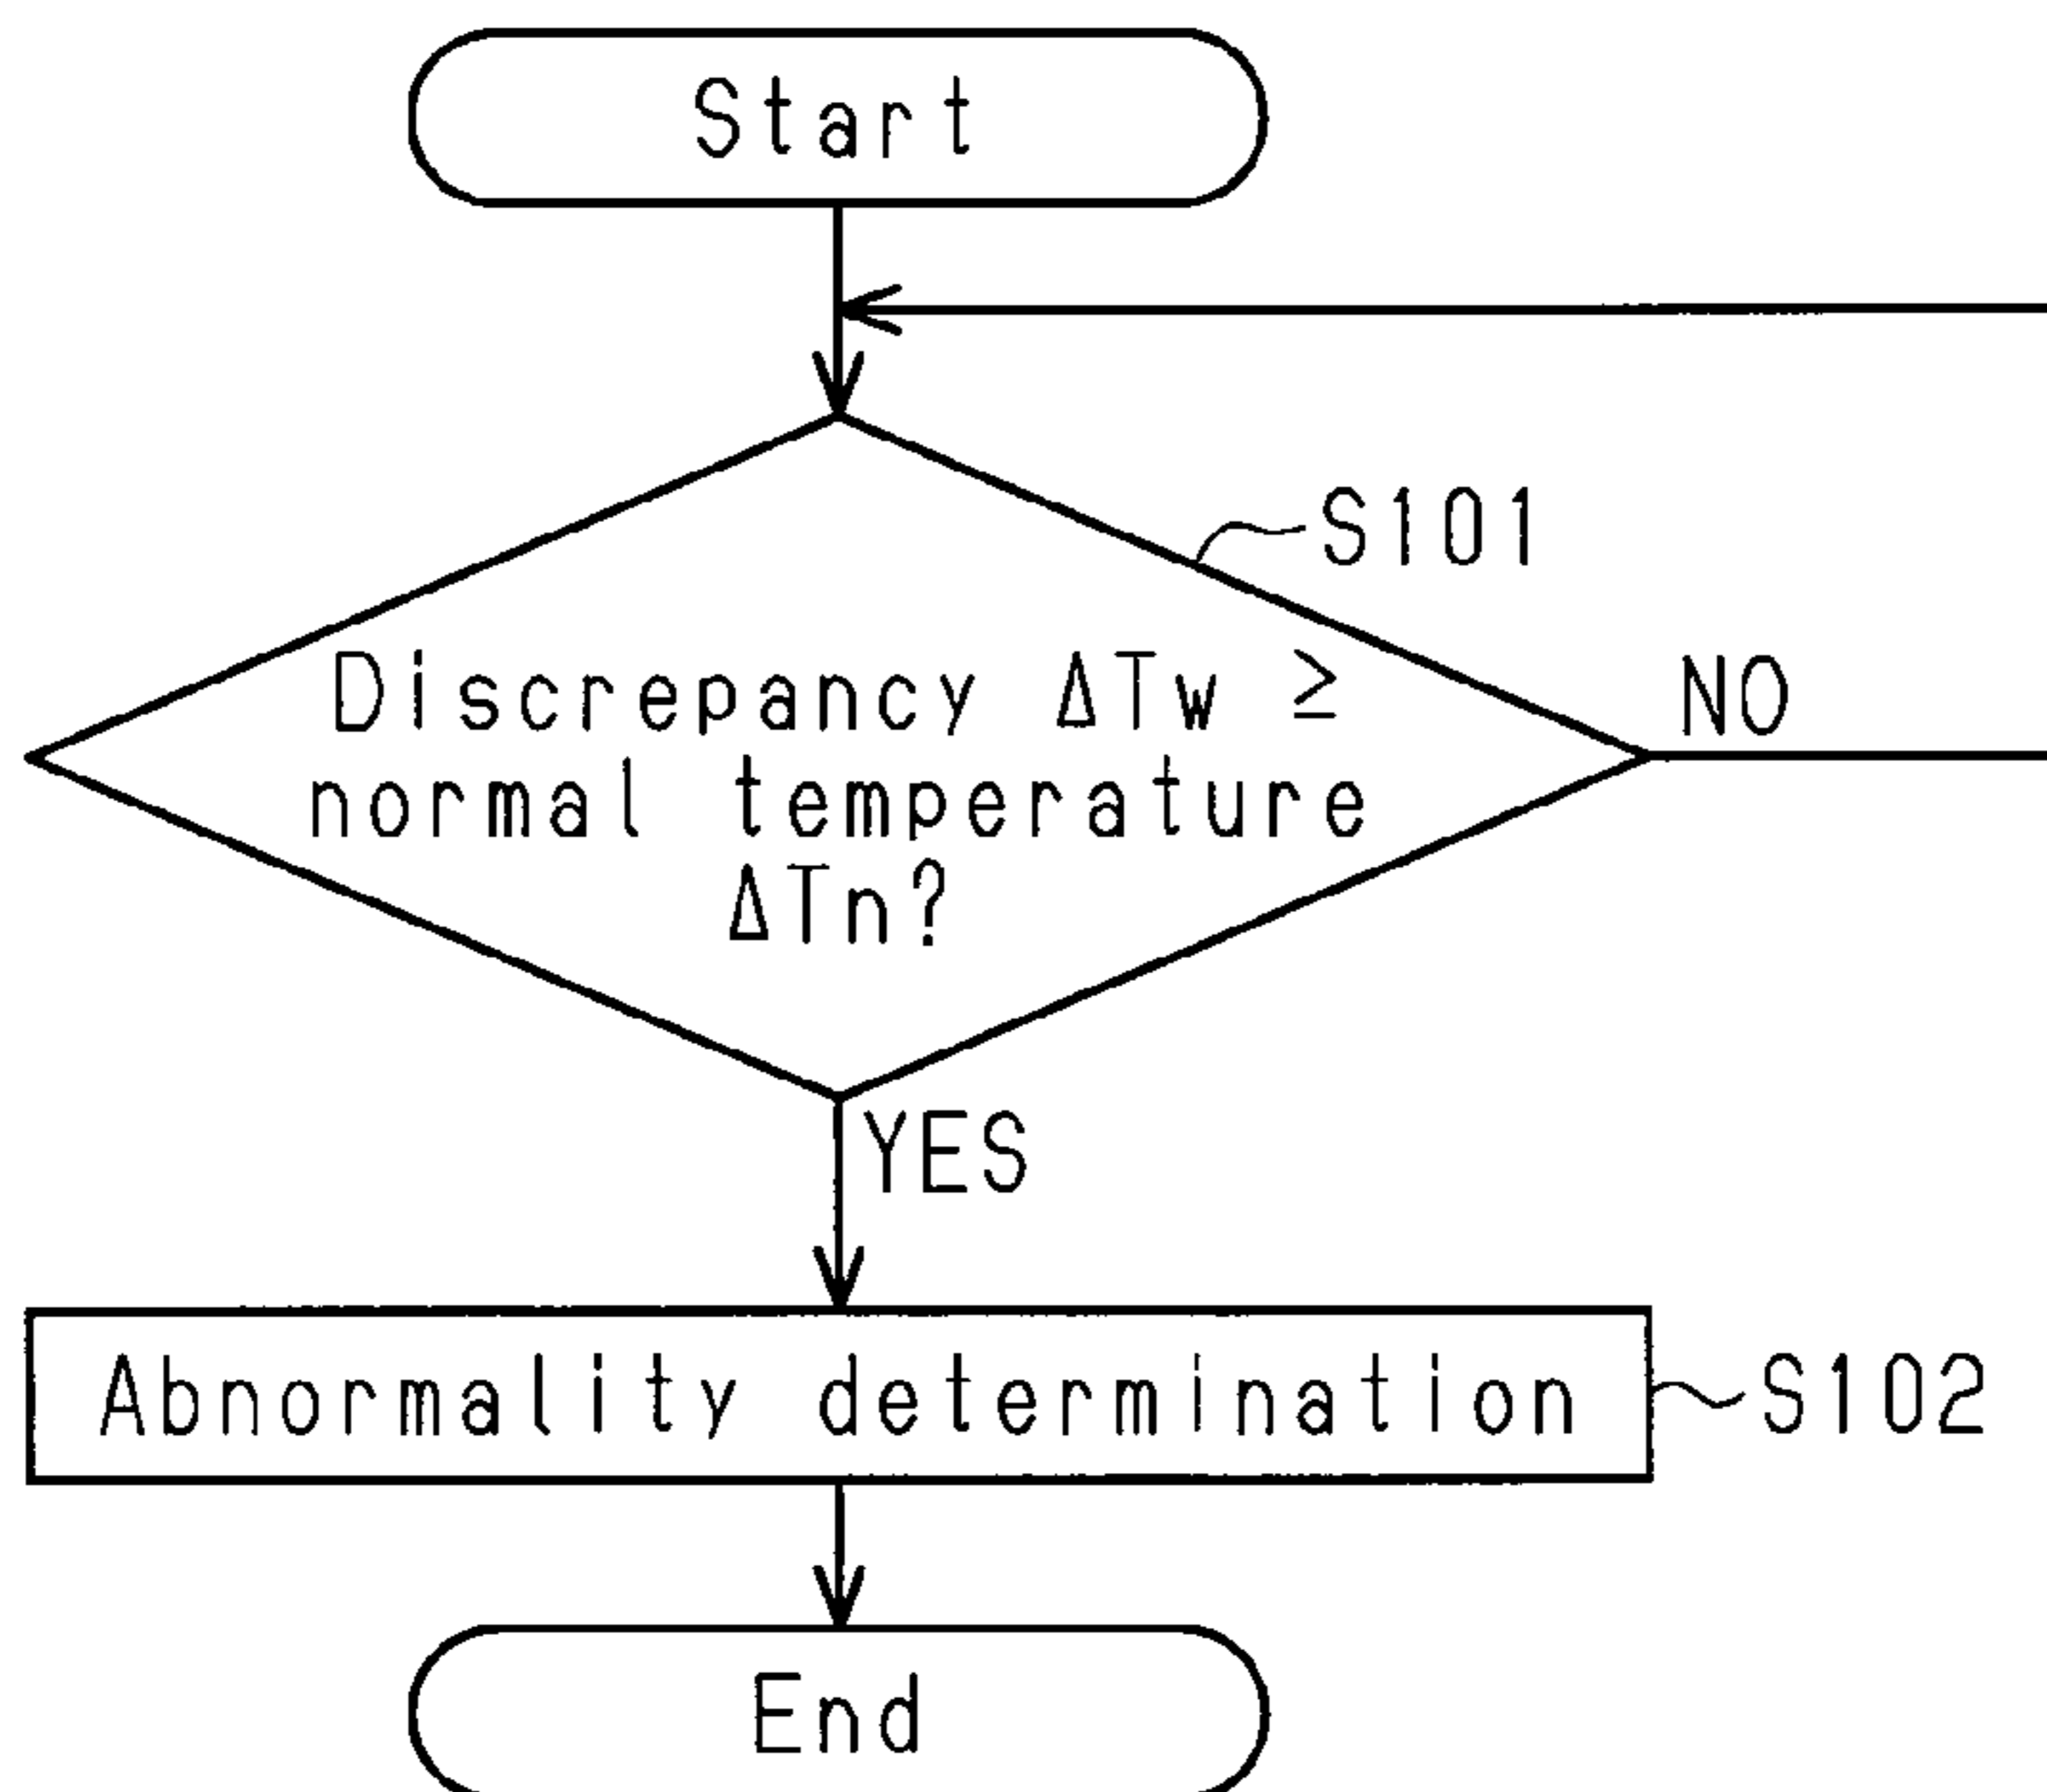 Start
S101
Discrepancy ΔTw ≥
normal temperature
ΔTn?
NO
YES
Abnormality determination
S102
End